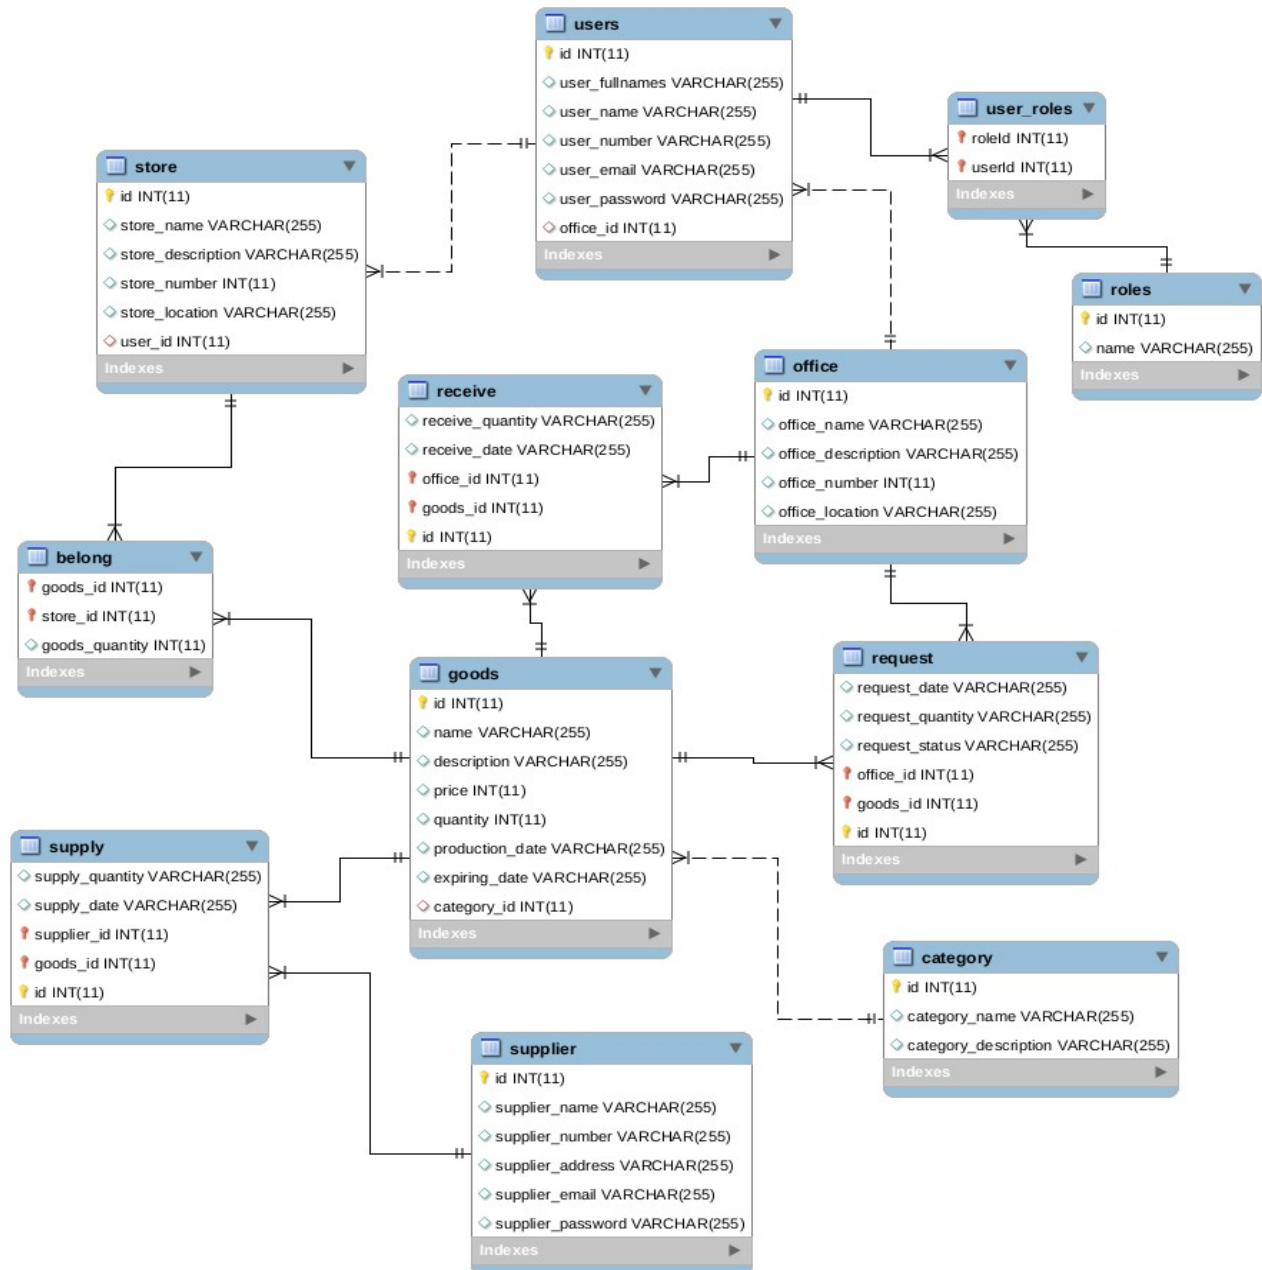 users
id INT(11)
user_fullnames VARCHAR(255)
user_name VARCHAR(255)
user_number VARCHAR(255)
user_email VARCHAR(255)
user_password VARCHAR(255)
office_id INT(11)
Indexes
user_roles
roleId INT(11)
userId INT(11)
Indexes
store
id INT(11)
store_name VARCHAR(255)
store_description VARCHAR(255)
store_number INT(11)
store_location VARCHAR(255)
user_id INT(11)
Indexes
roles
id INT(11)
name VARCHAR(255)
Indexes
office
id INT(11)
office_name VARCHAR(255)
office_description VARCHAR(255)
office_number INT(11)
office_location VARCHAR(255)
Indexes
receive
receive_quantity VARCHAR(255)
receive_date VARCHAR(255)
office_id INT(11)
goods_id INT(11)
id INT(11)
Indexes
belong
goods_id INT(11)
store_id INT(11)
goods_quantity INT(11)
Indexes
goods
id INT(11)
name VARCHAR(255)
description VARCHAR(255)
price INT(11)
quantity INT(11)
production_date VARCHAR(255)
expiring_date VARCHAR(255)
category_id INT(11)
Indexes
request
request_date VARCHAR(255)
request_quantity VARCHAR(255)
request_status VARCHAR(255)
office_id INT(11)
goods_id INT(11)
id INT(11)
Indexes
supply
supply_quantity VARCHAR(255)
supply_date VARCHAR(255)
supplier_id INT(11)
goods_id INT(11)
id INT(11)
Indexes
category
id INT(11)
category_name VARCHAR(255)
category_description VARCHAR(255)
Indexes
supplier
id INT(11)
supplier_name VARCHAR(255)
supplier_number VARCHAR(255)
supplier_address VARCHAR(255)
supplier_email VARCHAR(255)
supplier_password VARCHAR(255)
Indexes